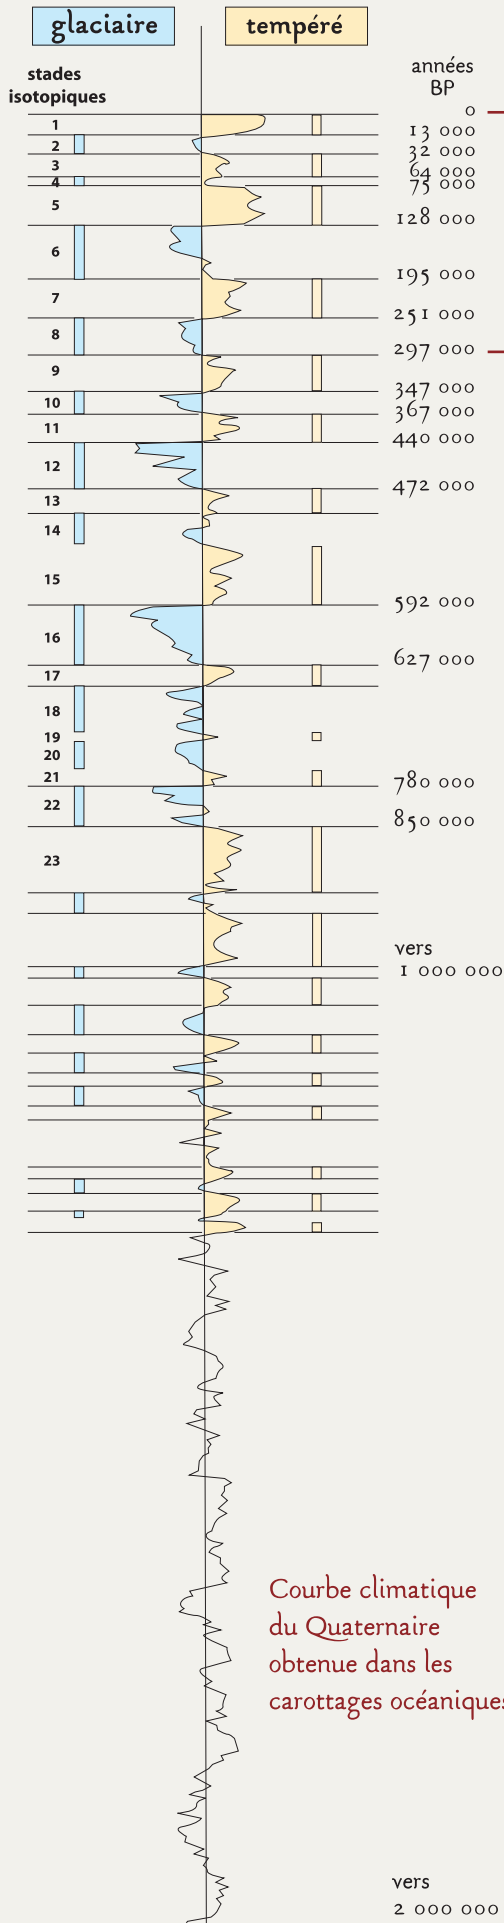 glaciaire
tempéré
stades
isotopiques
années
BP
0
1
13 000
2
32 000
3
64 000
4
75 000
5
128 000
6
195 000
7
251 000
8
297 000
9
347 000
10
367 000
11
440 000
12
472 000
13
14
15
592 000
16
627 000
17
18
19
20
21
780 000
22
850 000
23
vers
1 000 000
Courbe climatique
du Quaternaire
obtenue dans les
carottages océaniques
vers
2 000 000